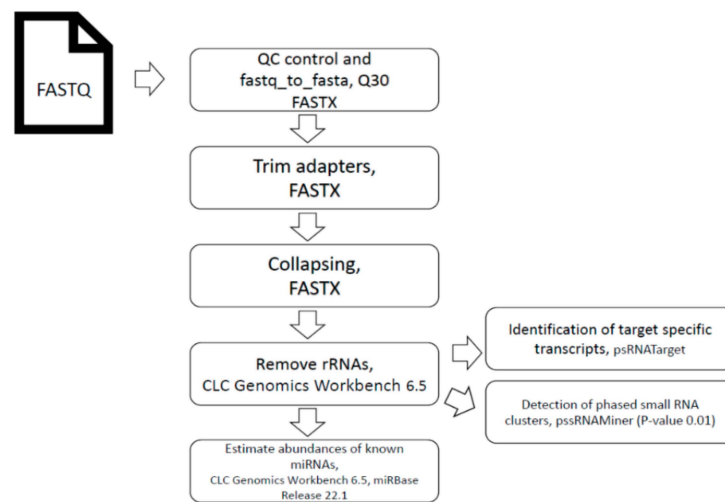 FASTQ
QC control and
fastq_to_fasta, Q30
FASTX
Trim adapters,
FASTX
Collapsing,
FASTX
Remove rRNAs,
CLC Genomics Workbench 6.5
Identification of target specific
transcripts, psRNATarget
Detection of phased small RNA
clusters, pssRNAMiner (P-value 0.01)
Estimate abundances of known
miRNAs,
CLC Genomics Workbench 6.5, miRBase
Release 22.1